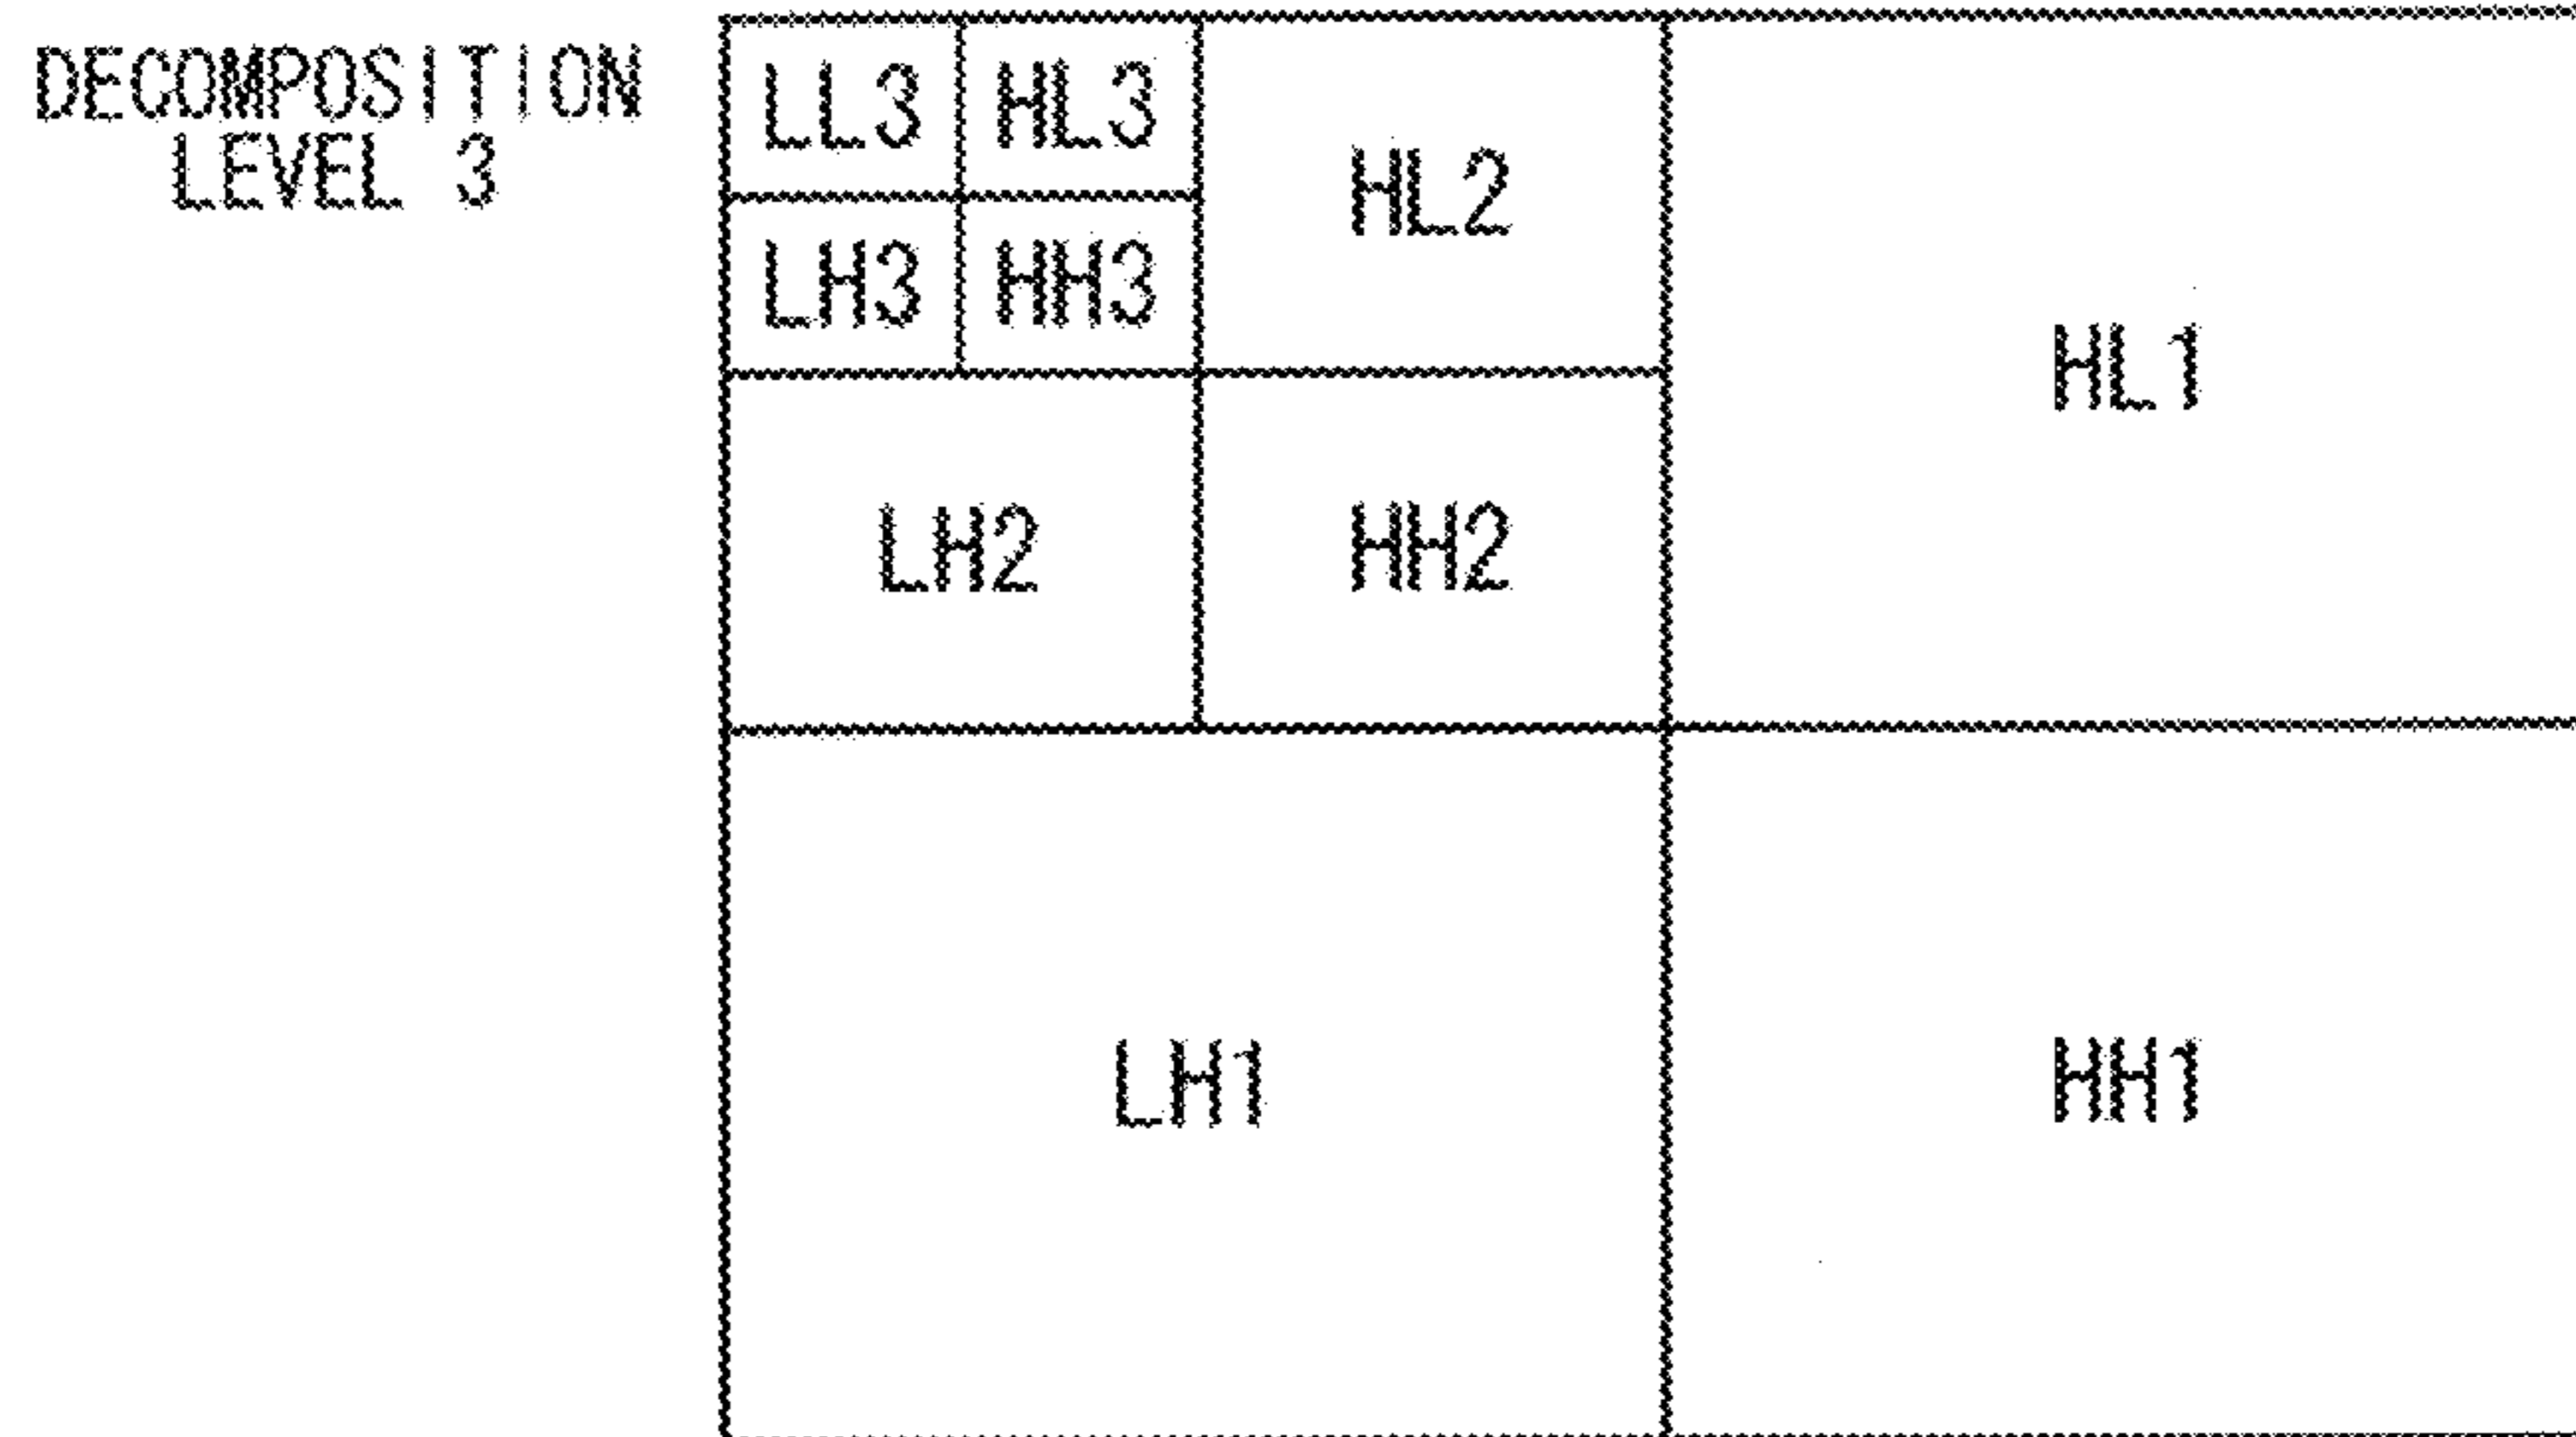 DECOMPOSITION
LEVEL 3
LL3 HL3
LH3 HH3
HL2
HL1
LH2
HH2
LH1
HH1